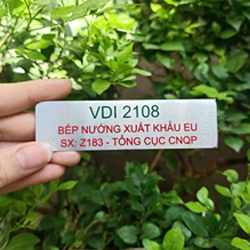 VDI 2108
BẾP NƯỚNG XUẤT KHẨU EU
SX: Z183 - TỔNG CỤC CNQP